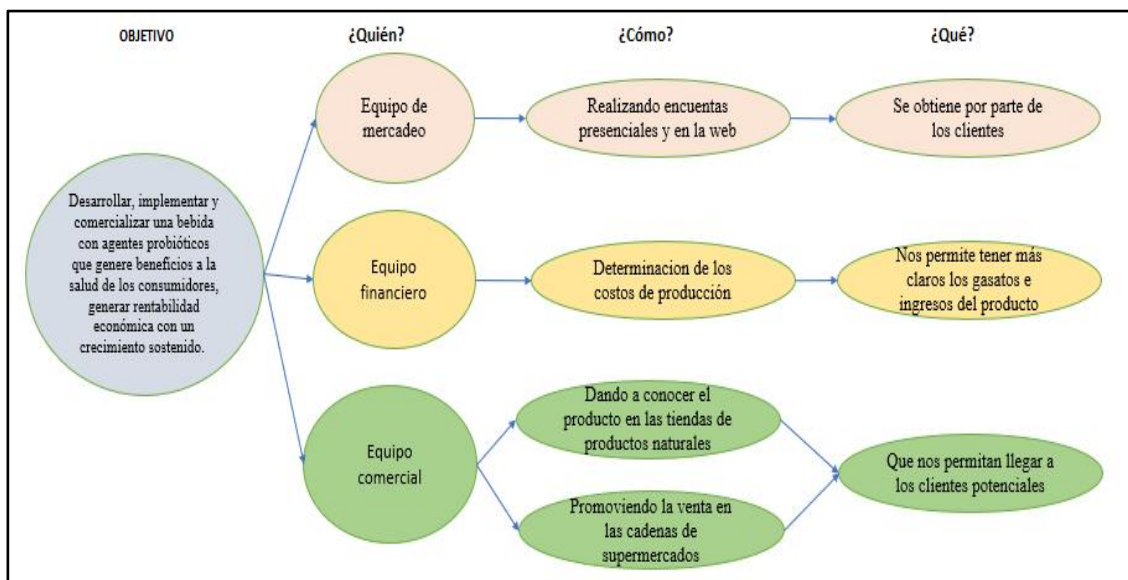 OBJETIVO
¿Quién?
¿Cómo?
¿Qué?
Desarrollar, implementar y
comercializar una bebida
con agentes probióticos
que genere beneficios a la
salud de los consumidores,
generar rentabilidad
económica con un
crecimiento sostenido.
Equipo de
mercadeo
Realizando encuentas
presenciales y en la web
Se obtiene por parte de
los clientes
Equipo
financiero
Determinacion de los
costos de producción
Nos permite tener más
claros los gasatos e
ingresos del producto
Equipo
comercial
Dando a conocer el
producto en las tiendas de
productos naturales
Promoviendo la venta en
las cadenas de
supermercados
Que nos permitan llegar a
los clientes potenciales